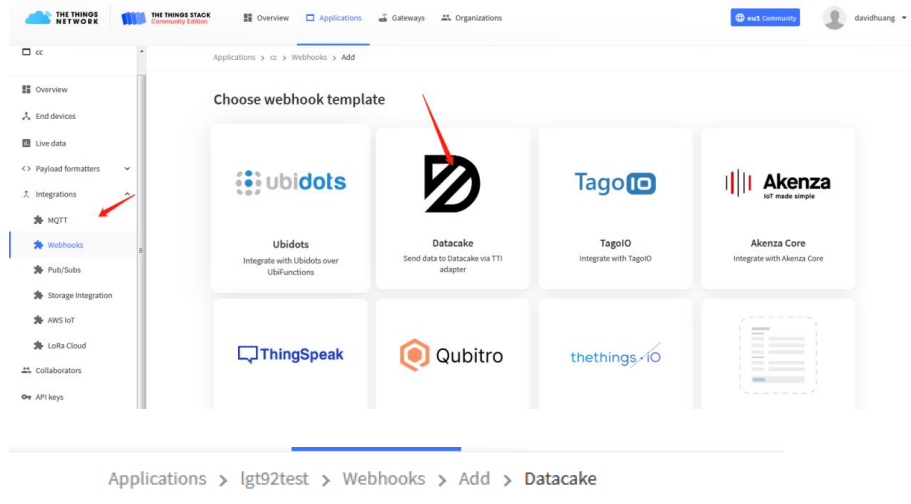 THE THINGS NETWORK
THE THINGS STACK
Community Edition
Overview
Applications
Gateways
Organizations
eu1 Community
davidhuang
cc
Applications > cc > Webhooks > Add
Overview
End devices
Live data
Payload formatters
Integrations
MQTT
Webhooks
Pub/Subs
Storage Integration
AWS IoT
LoRa Cloud
Collaborators
API keys
Choose webhook template
ubidots
Ubidots
Integrate with Ubidots over
UbiFunctions
Datacake
Send data to Datacake via TTI
adapter
TagoIO
TagoIO
Integrate with TagoIO
Akenza
IoT made simple
Akenza Core
Integrate with Akenza Core
ThingSpeak
Qubitro
thethings.iO
Applications > lgt92test > Webhooks > Add > Datacake